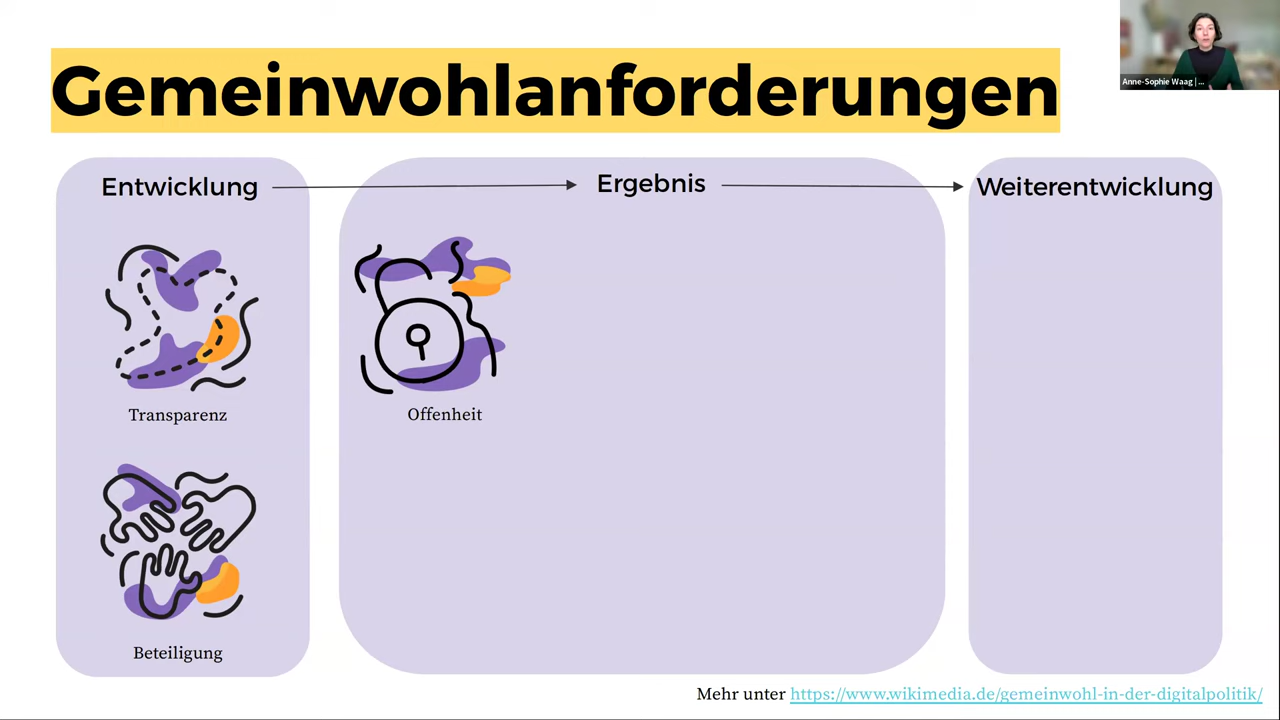 Gemeinwohlanforderungen
Anne-Sophie Waag | ...
Entwicklung
Ergebnis
Weiterentwicklung
Transparenz
Offenheit
Beteiligung
Mehr unter https://www.wikimedia.de/gemeinwohl-in-der-digitalpolitik/